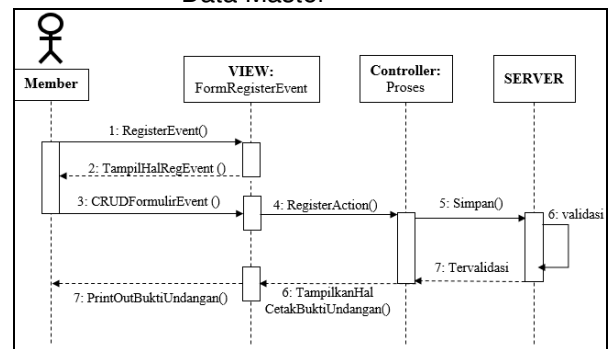 Data Master
Member
VIEW:
FormRegisterEvent
Controller:
Proses
SERVER
1: RegisterEvent()
2: TampilHalRegEvent ()
3: CRUDFormulirEvent ()
4: RegisterAction()
5: Simpan()
6: validasi
7: Tervalidasi
6: TampilkanHal
CetakBuktiUndangan()
7: PrintOutBuktiUndangan()